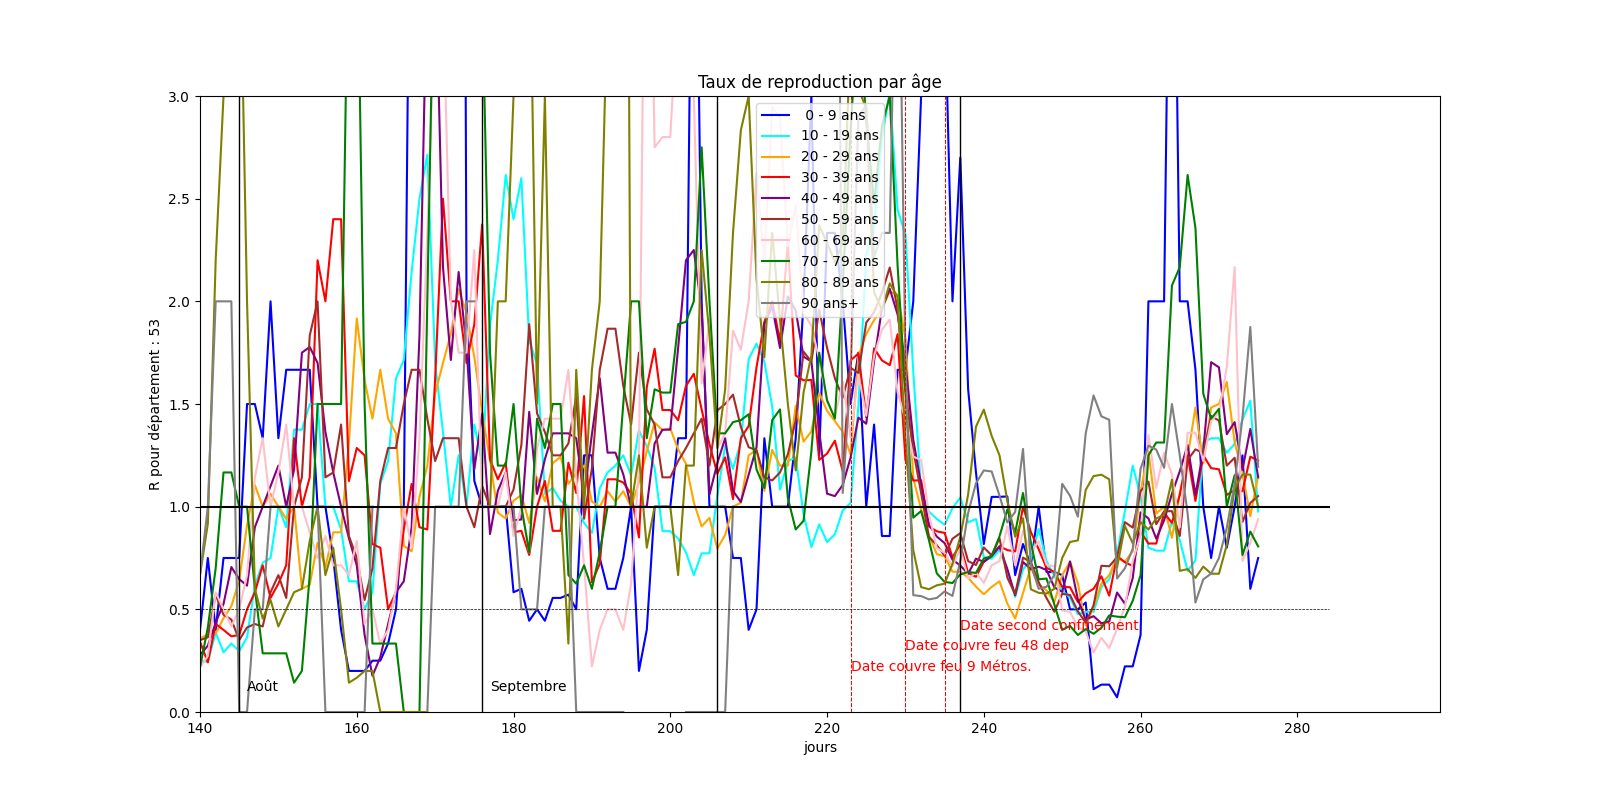 Taux de reproduction par âge
3.0
2.5
2.0
1.5
1.0
0.5
0.0
R pour département : 53
0 - 9 ans
10 - 19 ans
20 - 29 ans
30 - 39 ans
40 - 49 ans
50 - 59 ans
60 - 69 ans
70 - 79 ans
80 - 89 ans
90 ans+
Date second confinement
Date couvre feu 48 dep
Date couvre feu 9 Métros.
Août
Septembre
140
160
180
200
220
240
260
280
jours